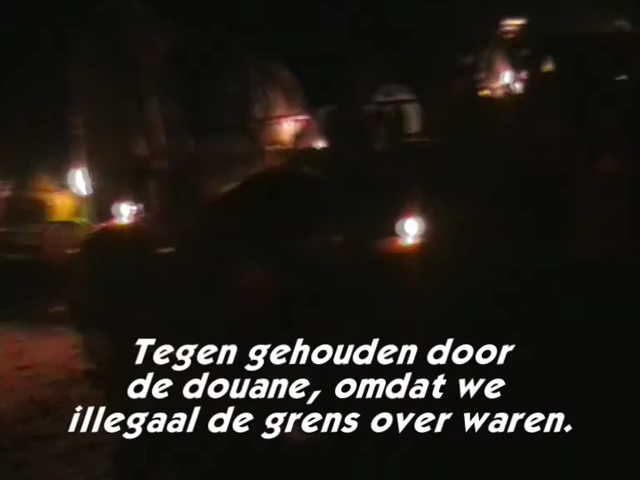 Tegen gehouden door
de douane, omdat we
illegaal de grens over waren.